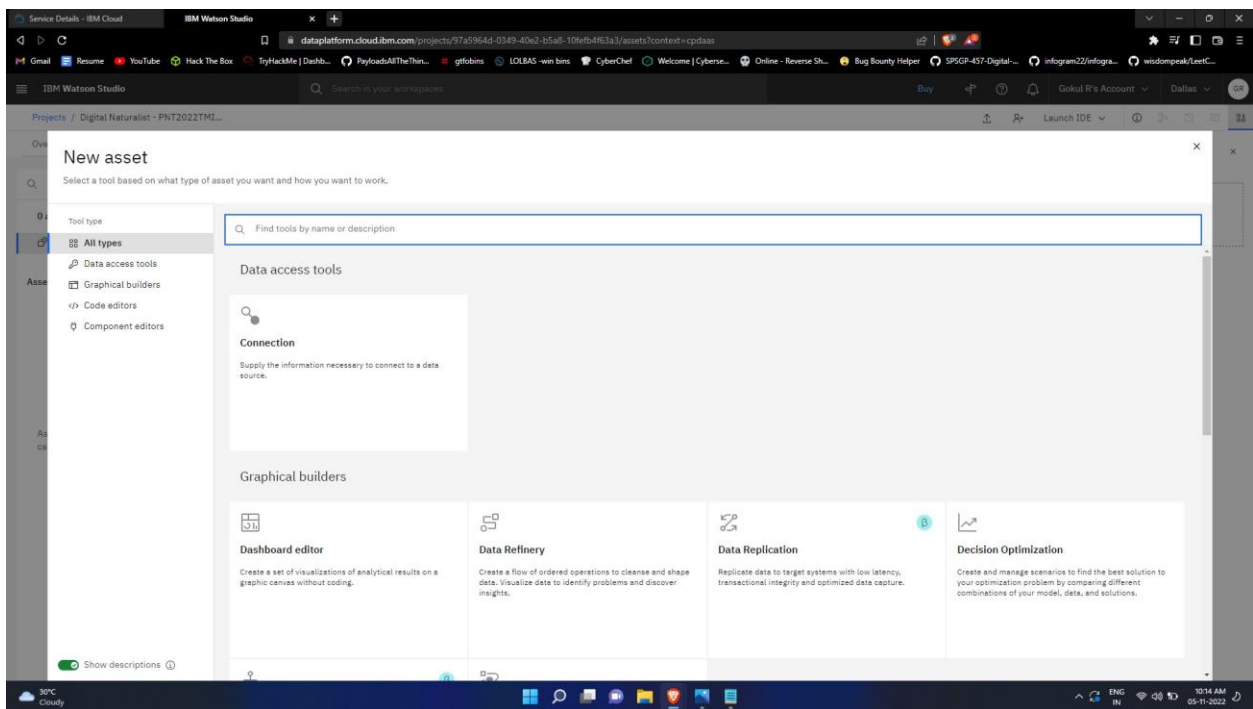 Service Details - IBM Cloud
IBM Watson Studio
dataplatform.cloud.ibm.com/projects/97a5964d-0349-40e2-b5a8-10fefb4f63a3/assets?context=cpdaas
Gmail Resume YouTube Hack The Box TryHackMe | Dashb... PayloadsAllTheThin... gtfobins LOLBAS -win bins CyberChef Welcome | Cyberse... Online - Reverse Sh... Bug Bounty Helper SPSGP-457-Digital-... infogram22/infogra... wisdompeak/LeetC...
IBM Watson Studio Search in your workspaces Buy Gokul R's Account Dallas GR
Projects / Digital Naturalist - PNT2022TMI... Launch IDE
Ove
New asset
Select a tool based on what type of asset you want and how you want to work.
Tool type
All types
Data access tools
Graphical builders
Code editors
Component editors
Asse
As
ca
Find tools by name or description
Data access tools
Connection
Supply the information necessary to connect to a data
source.
Graphical builders
Dashboard editor
Create a set of visualizations of analytical results on a
graphic canvas without coding.
Data Refinery
Create a flow of ordered operations to cleanse and shape
data. Visualize data to identify problems and discover
insights.
Data Replication
β
Replicate data to target systems with low latency,
transactional integrity and optimized data capture.
Decision Optimization
Create and manage scenarios to find the best solution to
your optimization problem by comparing different
combinations of your model, data, and solutions.
Show descriptions
30°C
Cloudy
ENG
IN
10:14 AM
05-11-2022